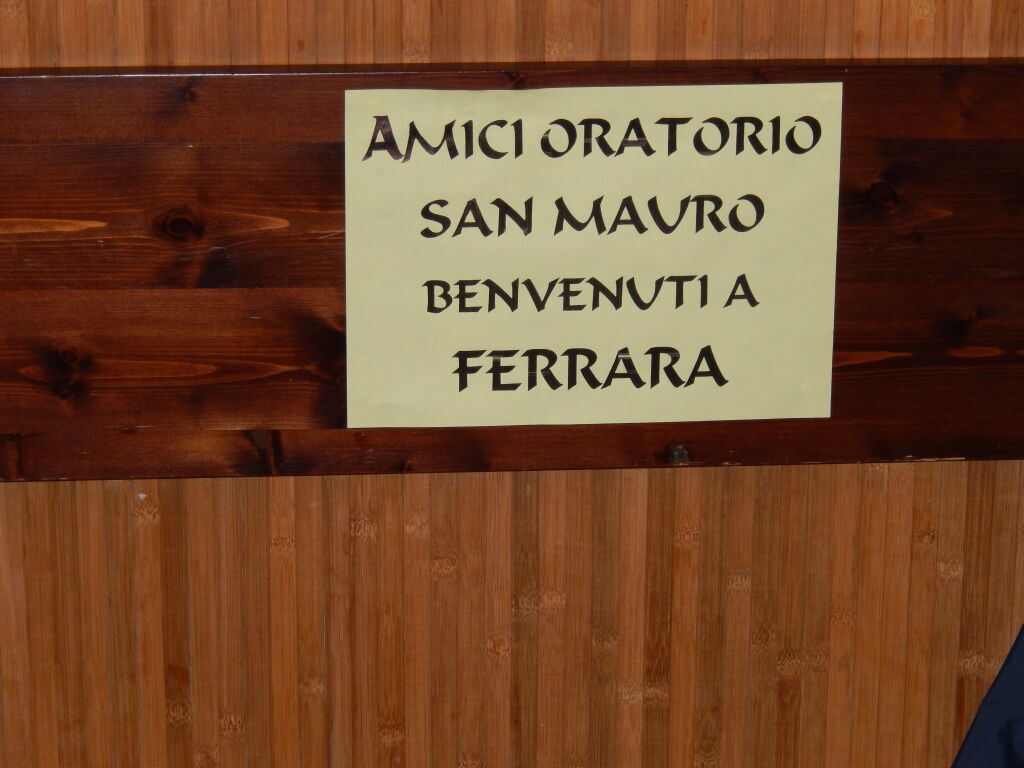 AMICI ORATORIO
SAN MAURO
BENVENUTI A
FERRARA